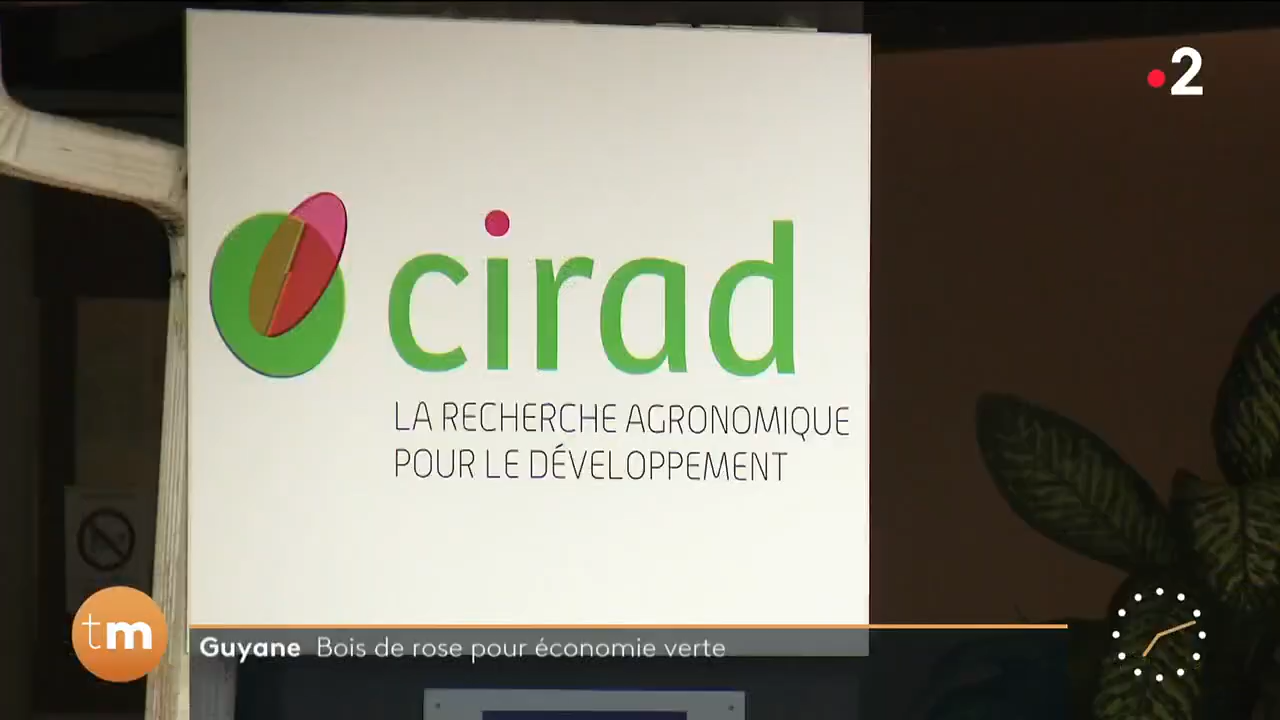 2
cirad
LA RECHERCHE AGRONOMIQUE
POUR LE DÉVELOPPEMENT
tm
Guyane Bois de rose pour économie verte